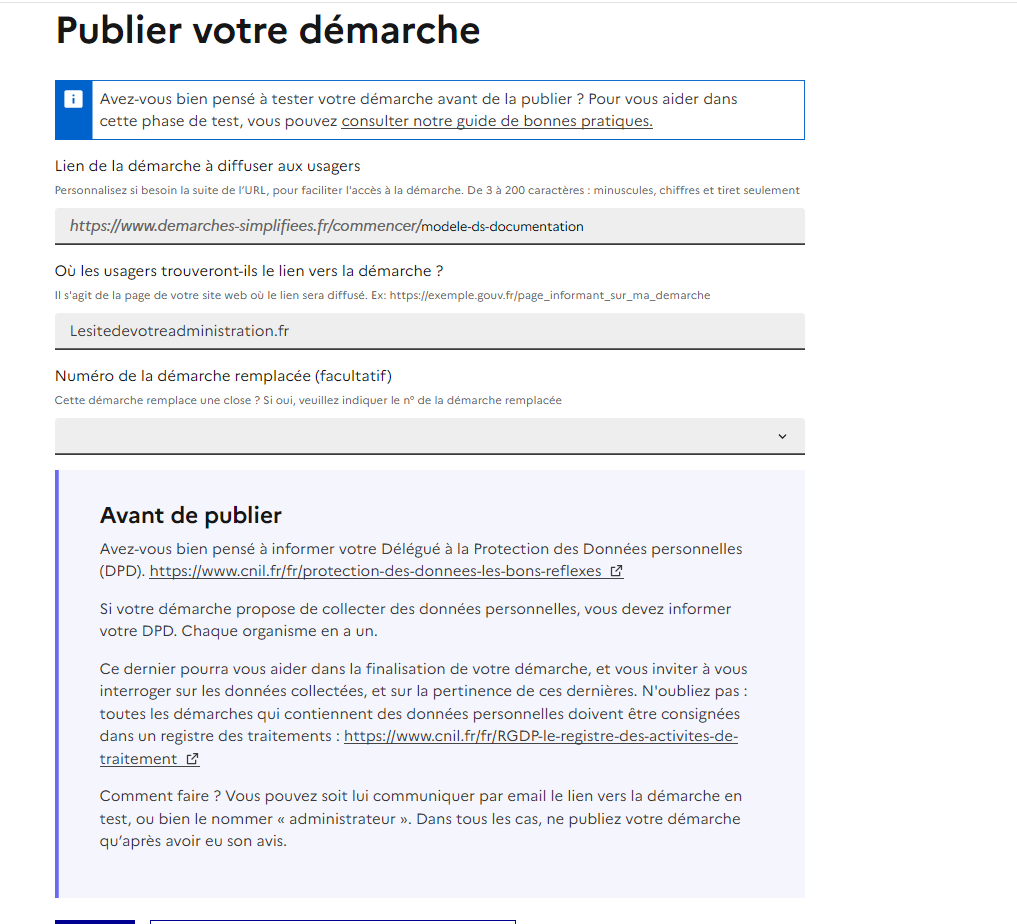 Publier votre démarche
Avez-vous bien pensé à tester votre démarche avant de la publier ? Pour vous aider dans
cette phase de test, vous pouvez consulter notre guide de bonnes pratiques.
Lien de la démarche à diffuser aux usagers
Personnalisez si besoin la suite de l’URL, pour faciliter l'accès à la démarche. De 3 à 200 caractères : minuscules, chiffres et tiret seulement
https://www.demarches-simplifiees.fr/commencer/modele-ds-documentation
Où les usagers trouveront-ils le lien vers la démarche ?
Il s'agit de la page de votre site web où le lien sera diffusé. Ex: https://exemple.gouv.fr/page_informant_sur_ma_demarche
Lesitedevotreadministration.fr
Numéro de la démarche remplacée (facultatif)
Cette démarche remplace une close ? Si oui, veuillez indiquer le n° de la démarche remplacée
Avant de publier
Avez-vous bien pensé à informer votre Délégué à la Protection des Données personnelles
(DPD). https://www.cnil.fr/fr/protection-des-donnees-les-bons-reflexes
Si votre démarche propose de collecter des données personnelles, vous devez informer
votre DPD. Chaque organisme en a un.
Ce dernier pourra vous aider dans la finalisation de votre démarche, et vous inviter à vous
interroger sur les données collectées, et sur la pertinence de ces dernières. N'oubliez pas :
toutes les démarches qui contiennent des données personnelles doivent être consignées
dans un registre des traitements : https://www.cnil.fr/fr/RGDP-le-registre-des-activites-de-
traitement
Comment faire ? Vous pouvez soit lui communiquer par email le lien vers la démarche en
test, ou bien le nommer « administrateur ». Dans tous les cas, ne publiez votre démarche
qu’après avoir eu son avis.